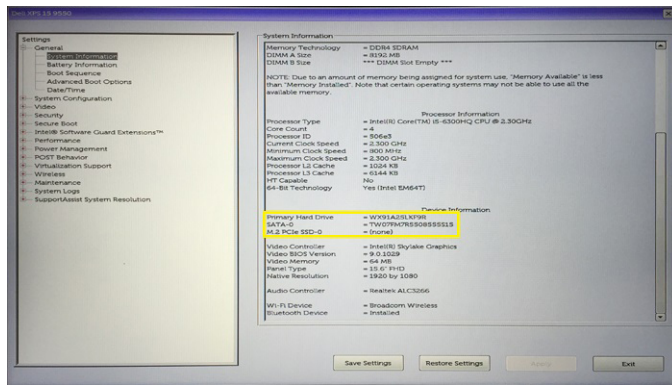 Dell XPS 15 9550
Settings
General
System Information
Battery Information
Boot Sequence
Advanced Boot Options
Date/Time
System Configuration
Video
Security
Secure Boot
Intel® Software Guard Extensions™
Performance
Power Management
POST Behavior
Virtualization Support
Wireless
Maintenance
System Logs
SupportAssist System Resolution
System Information
Memory Technology = DDR4 SDRAM
DIMM A Size = 8192 MB
DIMM B Size *** DIMM Slot Empty ***
NOTE: Due to an amount of memory being assigned for system use, "Memory Available" is less
than "Memory Installed". Note that certain operating systems may not be able to use all the
available memory.
Processor Information
Processor Type = Intel(R) Core(TM) i5-6300HQ CPU @ 2.30GHz
Core Count = 4
Processor ID = 506e3
Current Clock Speed = 2.300 GHz
Minimum Clock Speed = 800 MHz
Maximum Clock Speed = 2.300 GHz
Processor L2 Cache = 1024 KB
Processor L3 Cache = 6144 KB
HT Capable No
64-Bit Technology Yes (Intel EM64T)
Device Information
Primary Hard Drive
SATA-0
M.2 PCIe SSD-0 = (none)
Video Controller = Intel(R) Skylake Graphics
Video BIOS Version = 9.0.1029
Video Memory = 64 MB
Panel Type = 15.6" FHD
Native Resolution = 1920 by 1080
Audio Controller = Realtek ALC3266
Wi-Fi Device = Broadcom Wireless
Bluetooth Device = Installed
Save Settings
Restore Settings
Apply
Exit